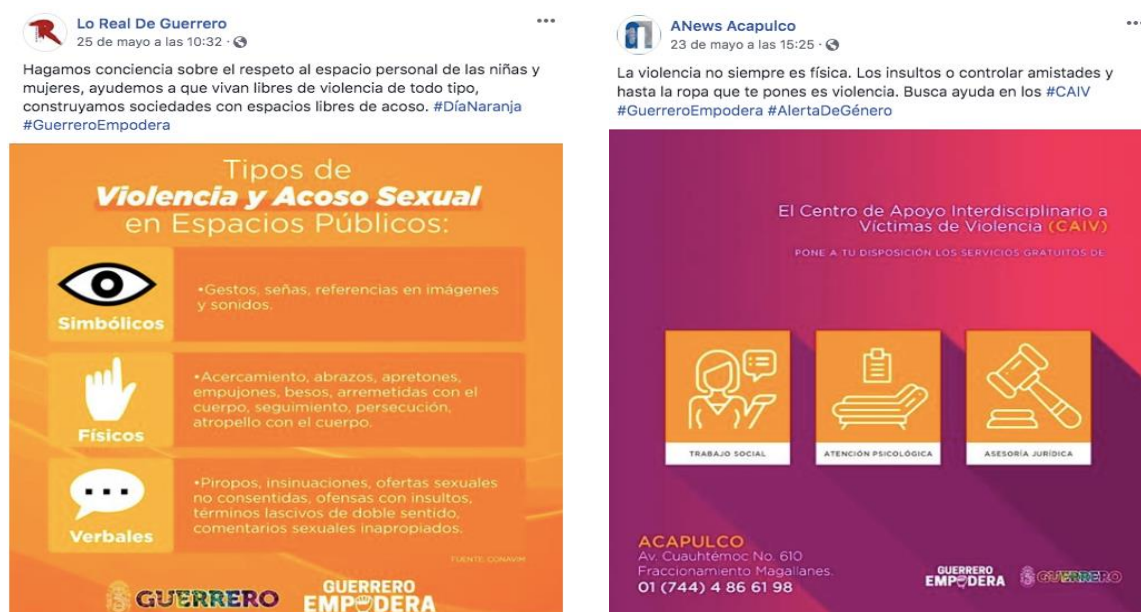 Lo Real De Guerrero
25 de mayo a las 10:32 ·
Hagamos conciencia sobre el respeto al espacio personal de las niñas y
mujeres, ayudemos a que vivan libres de violencia de todo tipo,
construyamos sociedades con espacios libres de acoso. #DíaNaranja
#GuerreroEmpodera
Tipos de
Violencia y Acoso Sexual
en Espacios Públicos:
Simbólicos
•Gestos, señas, referencias en imágenes
y sonidos.
Físicos
•Acercamiento, abrazos, apretones,
empujones, besos, arremetidas con el
cuerpo, seguimiento, persecución,
atropello con el cuerpo.
Verbales
•Piropos, insinuaciones, ofertas sexuales
no consentidas, ofensas con insultos,
términos lascivos de doble sentido,
comentarios sexuales inapropiados.
FUENTE: CONAVIM
GUERRERO
GUERRERO
EMPODERA
ANews Acapulco
23 de mayo a las 15:25 ·
La violencia no siempre es física. Los insultos o controlar amistades y
hasta la ropa que te pones es violencia. Busca ayuda en los #CAIV
#GuerreroEmpodera #AlertaDeGénero
El Centro de Apoyo Interdisciplinario a
Víctimas de Violencia (CAIV)
PONE A TU DISPOSICIÓN LOS SERVICIOS GRATUITOS DE
TRABAJO SOCIAL
ATENCIÓN PSICOLÓGICA
ASESORÍA JURÍDICA
ACAPULCO
Av. Cuauhtémoc No. 610
Fraccionamiento Magallanes.
01 (744) 4 86 61 98
GUERRERO
EMPODERA
GUERRERO